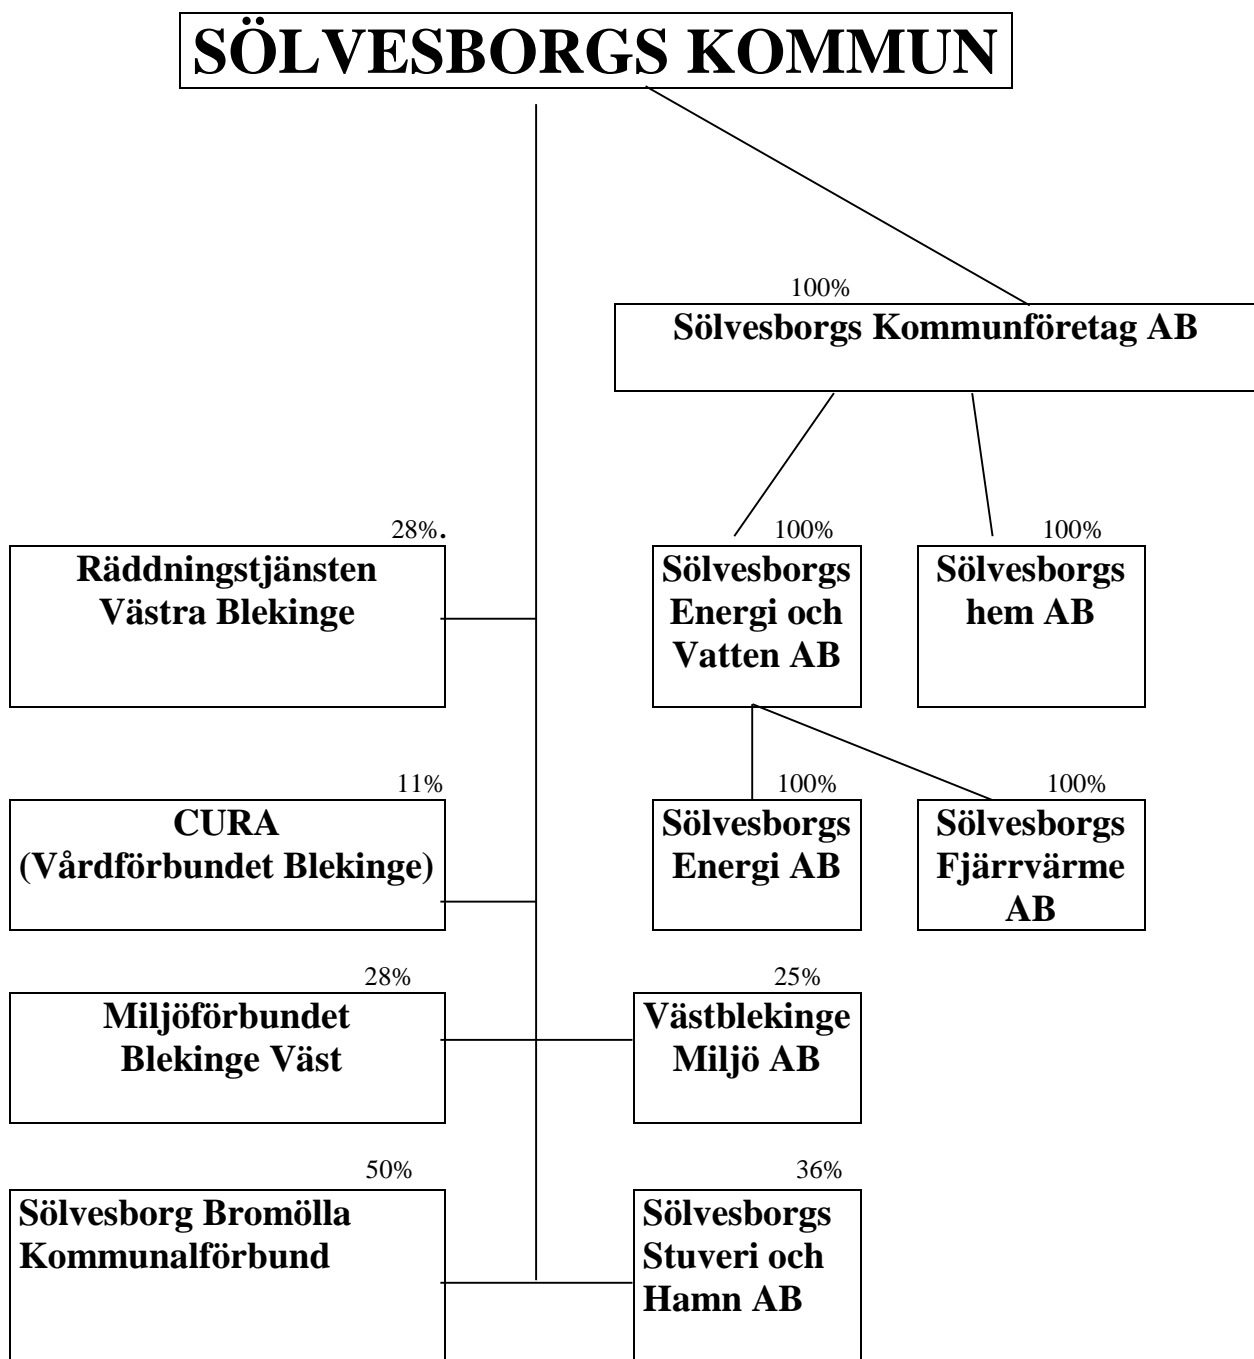 SÖLVESBORGS KOMMUN
100%
Sölvesborgs Kommunföretag AB
28%.
Räddningstjänsten
Västra Blekinge
100%
Sölvesborgs
Energi och
Vatten AB
100%
Sölvesborgs
hem AB
11%
CURA
(Vårdförbundet Blekinge)
100%
Sölvesborgs
Energi AB
100%
Sölvesborgs
Fjärrvärme
AB
28%
Miljöförbundet
Blekinge Väst
25%
Västblekinge
Miljö AB
50%
Sölvesborg Bromölla
Kommunalförbund
36%
Sölvesborgs
Stuveri och
Hamn AB